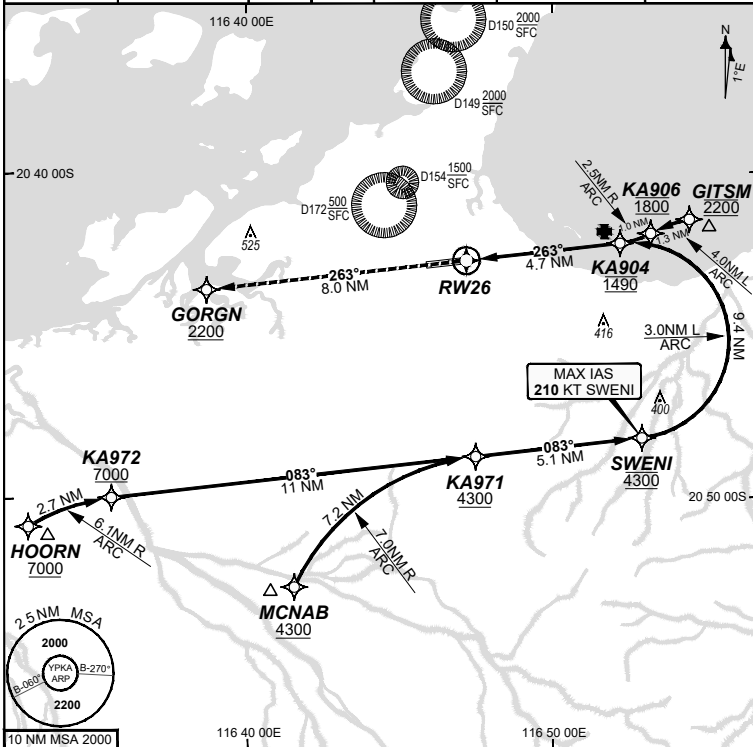 116 40 00E
D150 2000
SFC
N
1°E
D149 2000
SFC
20 40 00S
D154 1500
SFC
D172 500
SFC
2.5NM R
ARC
KA906
1800
GITSM
2200
525
1.0 NM
1.3 NM
4.0NM L
ARC
263°
8.0 NM
263°
4.7 NM
KA904
1490
RW26
GORGN
2200
416
3.0NM L
ARC
9.4 NM
MAX IAS
210 KT SWENI
400
KA972
7000
083°
11 NM
KA971
4300
083°
5.1 NM
SWENI
4300
20 50 00S
2.7 NM
6.1NM R
ARC
HOORN
7000
7.2 NM
7.0NM R
ARC
MCNAB
4300
25NM MSA
2000
YPKA
ARP
B-270°
B-060°
2200
10 NM MSA 2000
116 40 00E
116 50 00E